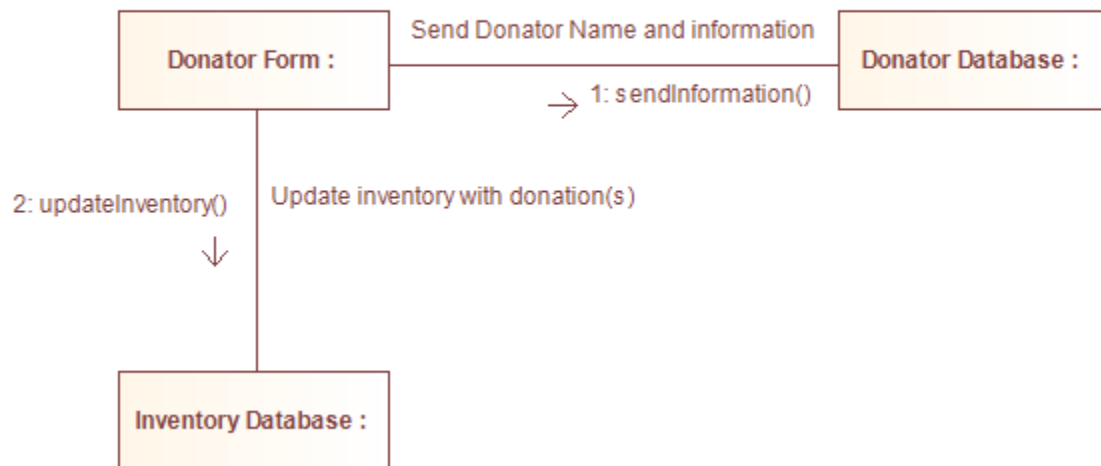 Send Donator Name and information
Donator Form :
Donator Database :
1: sendInformation()
2: updateInventory()
Update inventory with donation(s)
Inventory Database :